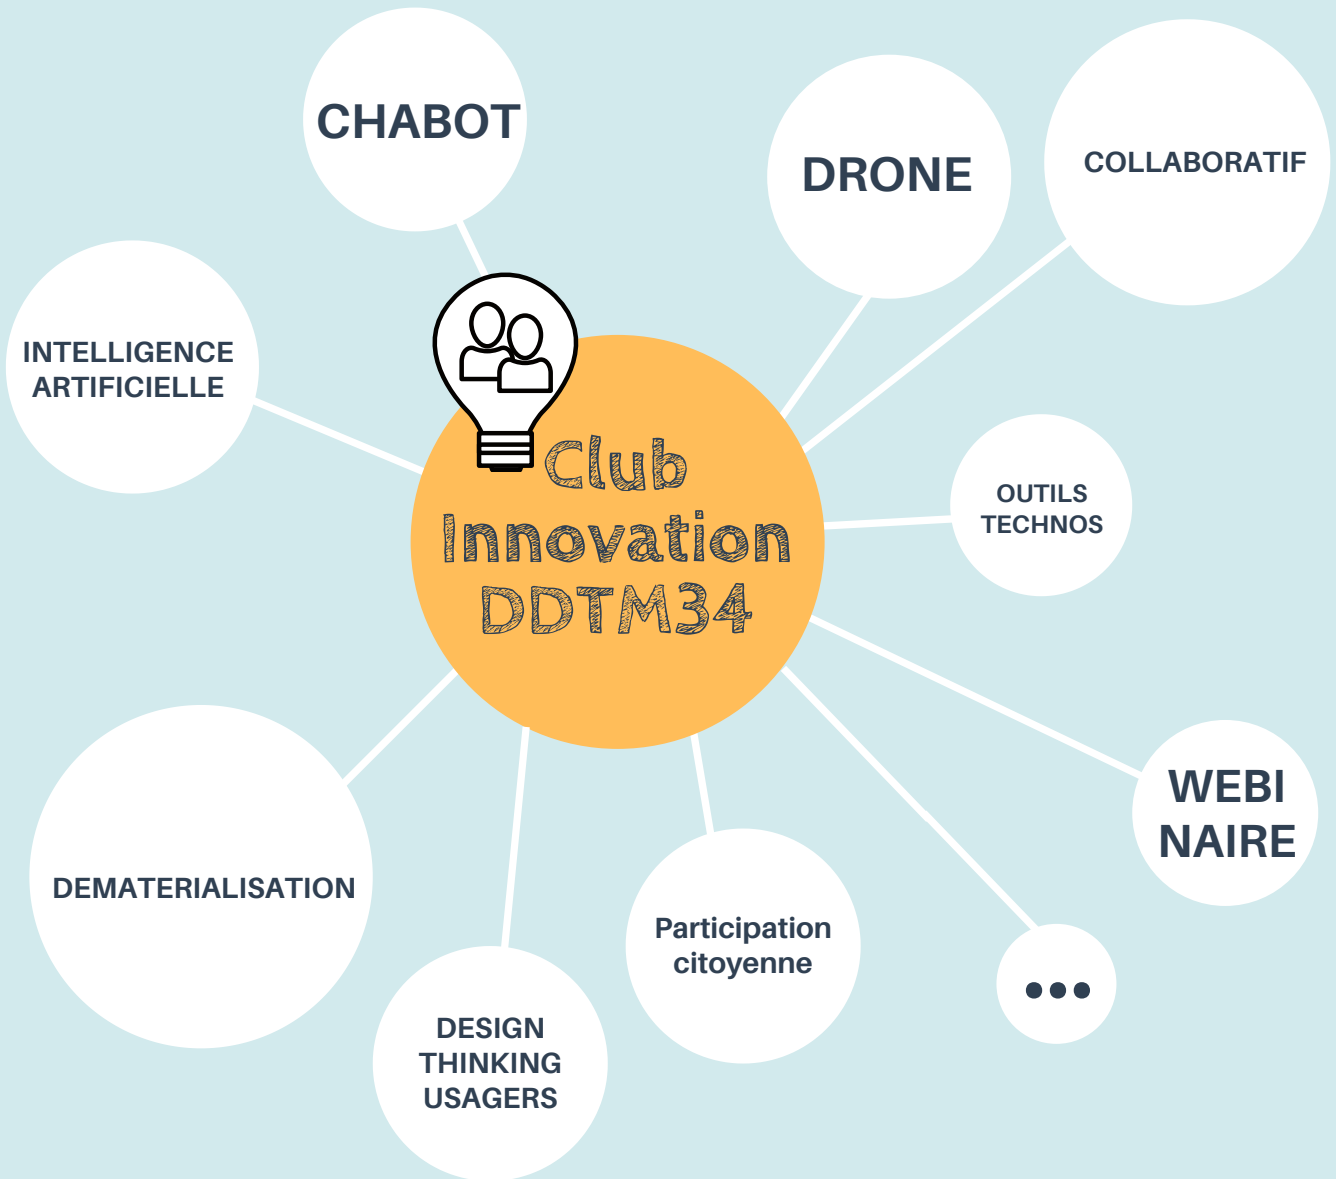 CHABOT
DRONE
COLLABORATIF
INTELLIGENCE
ARTIFICIELLE
Club
Innovation
DDTM34
OUTILS
TECHNOS
WEBI
NAIRE
DEMATERIALISATION
Participation
citoyenne
...
DESIGN
THINKING
USAGERS